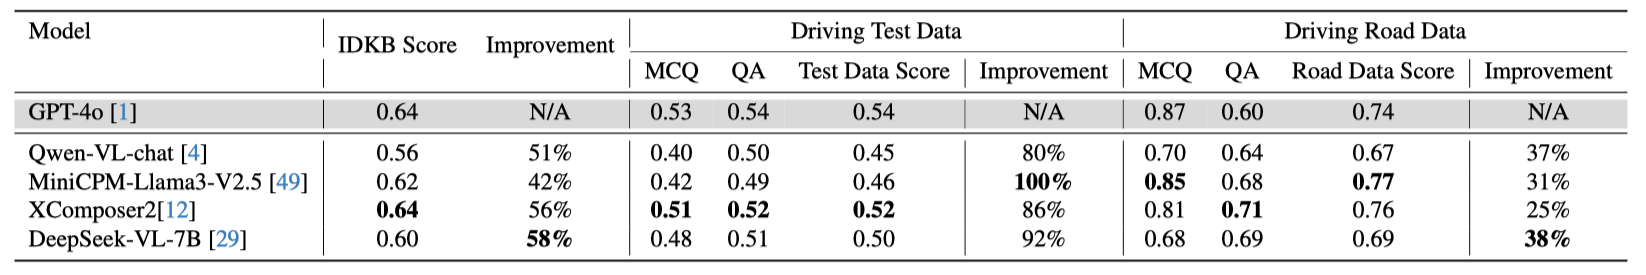 Model IDKB Score Improvement Driving Test Data Driving Road Data
MCQ QA Test Data Score Improvement MCQ QA Road Data Score Improvement
GPT-4o [1] 0.64 N/A 0.53 0.54 0.54 N/A 0.87 0.60 0.74 N/A
Qwen-VL-chat [4] 0.56 51% 0.40 0.50 0.45 80% 0.70 0.64 0.67 37%
MiniCPM-Llama3-V2.5 [49] 0.62 42% 0.42 0.49 0.46 100% 0.85 0.68 0.77 31%
XComposer2[12] 0.64 56% 0.51 0.52 0.52 86% 0.81 0.71 0.76 25%
DeepSeek-VL-7B [29] 0.60 58% 0.48 0.51 0.50 92% 0.68 0.69 0.69 38%